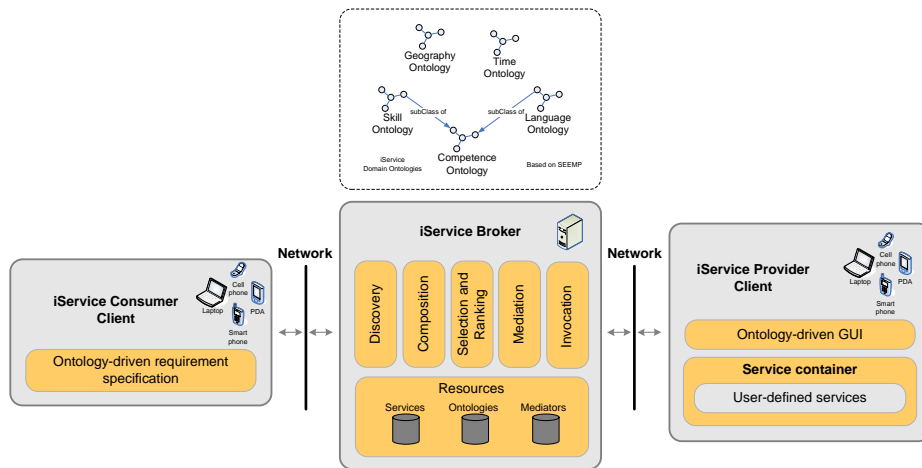 Geography
Ontology
Time
Ontology
subClass of
subClass of
Skill
Ontology
Language
Ontology
Competence
Ontology
iService
Domain Ontologies
Based on SEEMP
iService Consumer
Client
Cell
phone
Laptop
PDA
Smart
phone
Ontology-driven requirement
specification
Network
iService Broker
Discovery
Composition
Selection and
Ranking
Mediation
Invocation
Resources
Services
Ontologies
Mediators
Network
iService Provider
Client
Cell
phone
Laptop
PDA
Smart
phone
Ontology-driven GUI
Service container
User-defined services